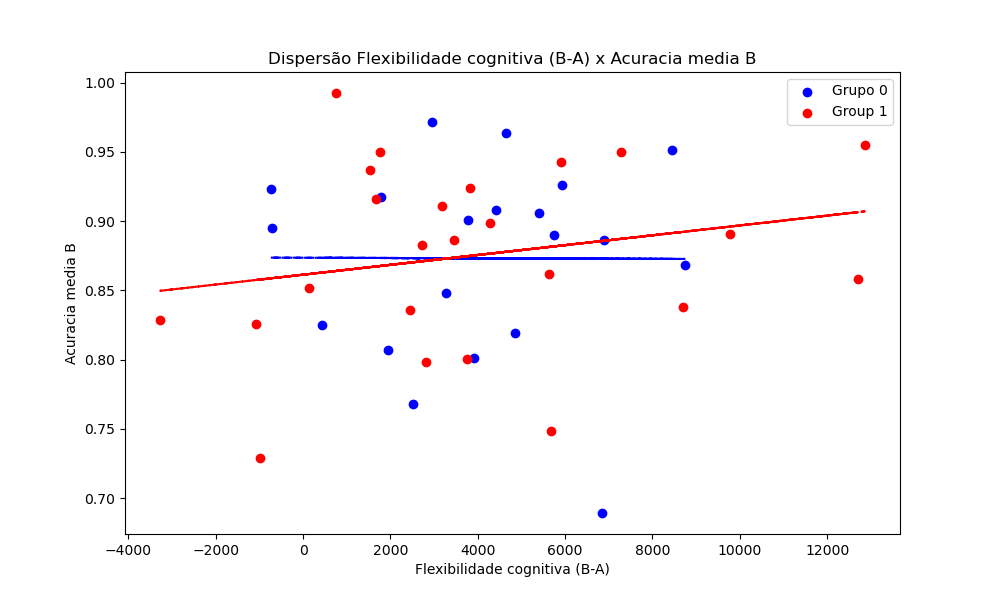 Dispersão Flexibilidade cognitiva (B-A) x Acuracia media B
Grupo 0
Group 1
Acuracia media B
1.00
0.95
0.90
0.85
0.80
0.75
0.70
−4000 −2000 0 2000 4000 6000 8000 10000 12000
Flexibilidade cognitiva (B-A)